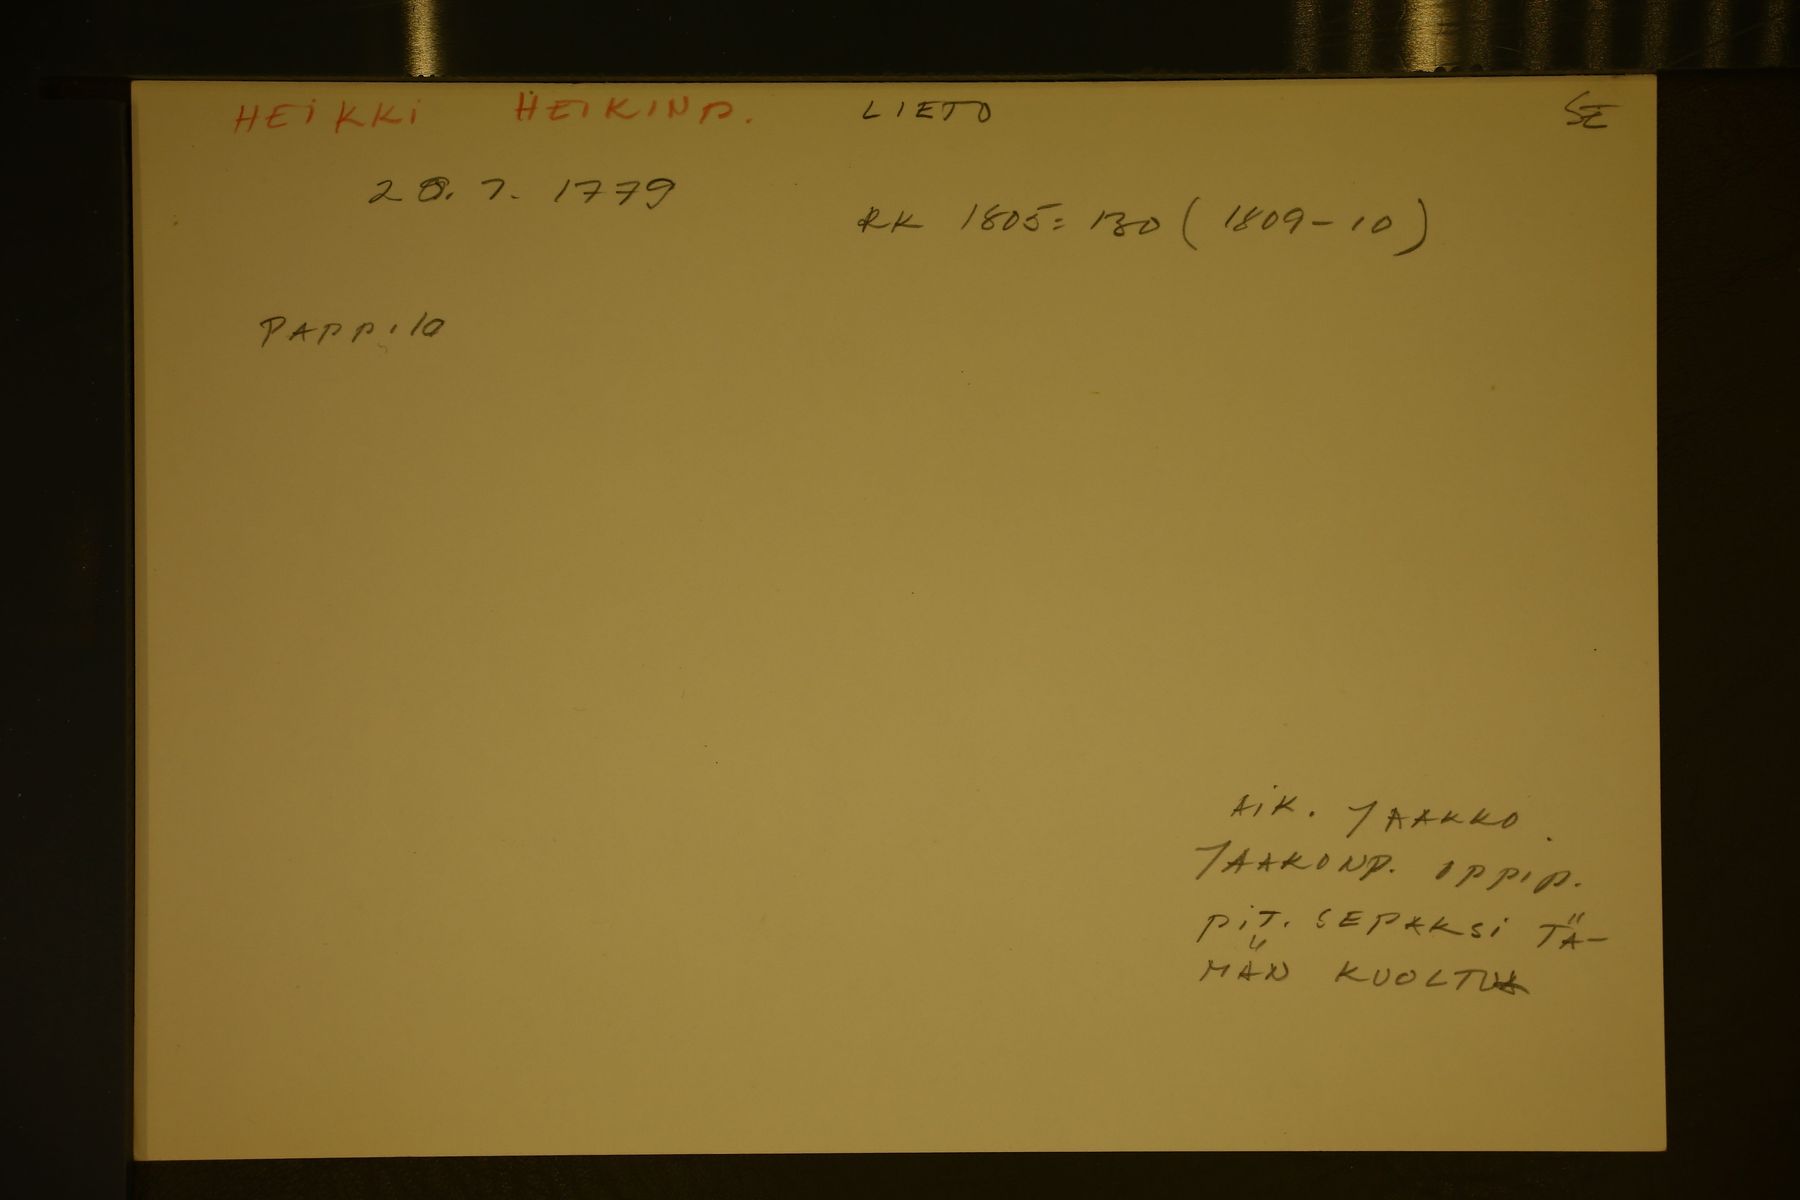 HEIKKI HEIKINP. LIETO SE
28. 7. 1779
RK 1805: 130 (1809-10)
PAPPILA
AIK. JAAKKO
JAAKONP. OPPIP.
PIT. SEPÄKSI TÄ-
MÄN KUOLTUA